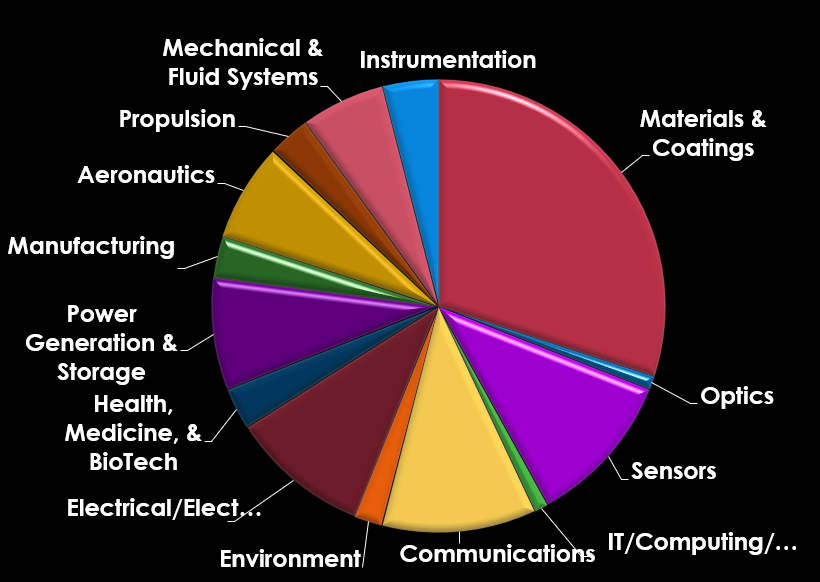 Mechanical &
Fluid Systems
Instrumentation
Materials &
Coatings
Propulsion
Aeronautics
Manufacturing
Power
Generation &
Storage
Health,
Medicine, &
BioTech
Electrical/Elect...
Environment
Communications
IT/Computing/...
Sensors
Optics